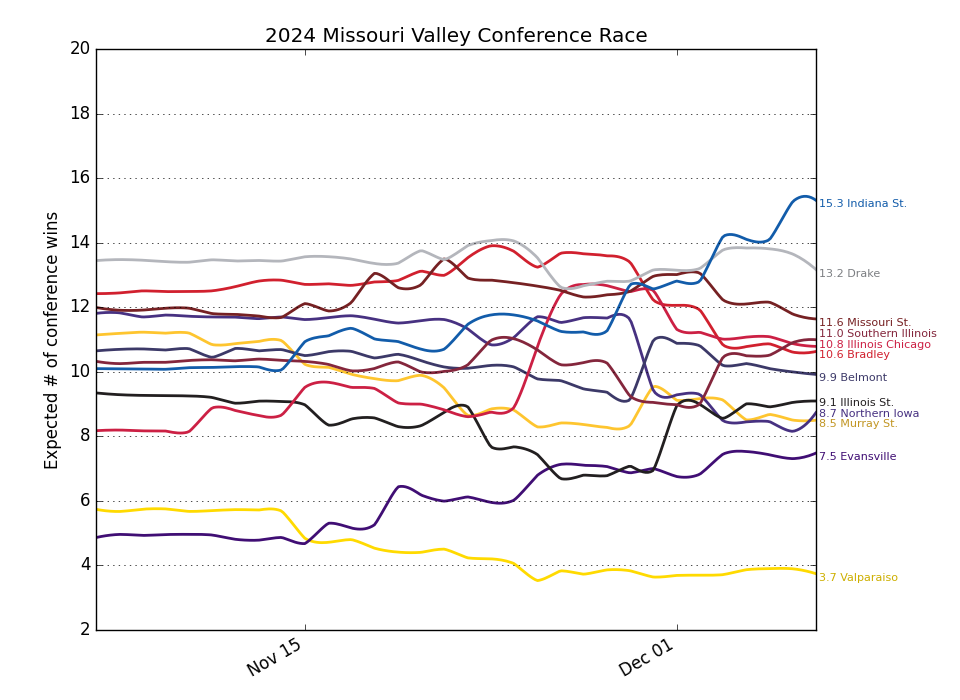 2024 Missouri Valley Conference Race
Expected # of conference wins
20
18
16
14
12
10
8
6
4
2
Nov 15
Dec 01
15.3 Indiana St.
13.2 Drake
11.6 Missouri St.
11.0 Southern Illinois
10.8 Illinois Chicago
10.6 Bradley
9.9 Belmont
9.1 Illinois St.
8.7 Northern Iowa
8.5 Murray St.
7.5 Evansville
3.7 Valparaiso